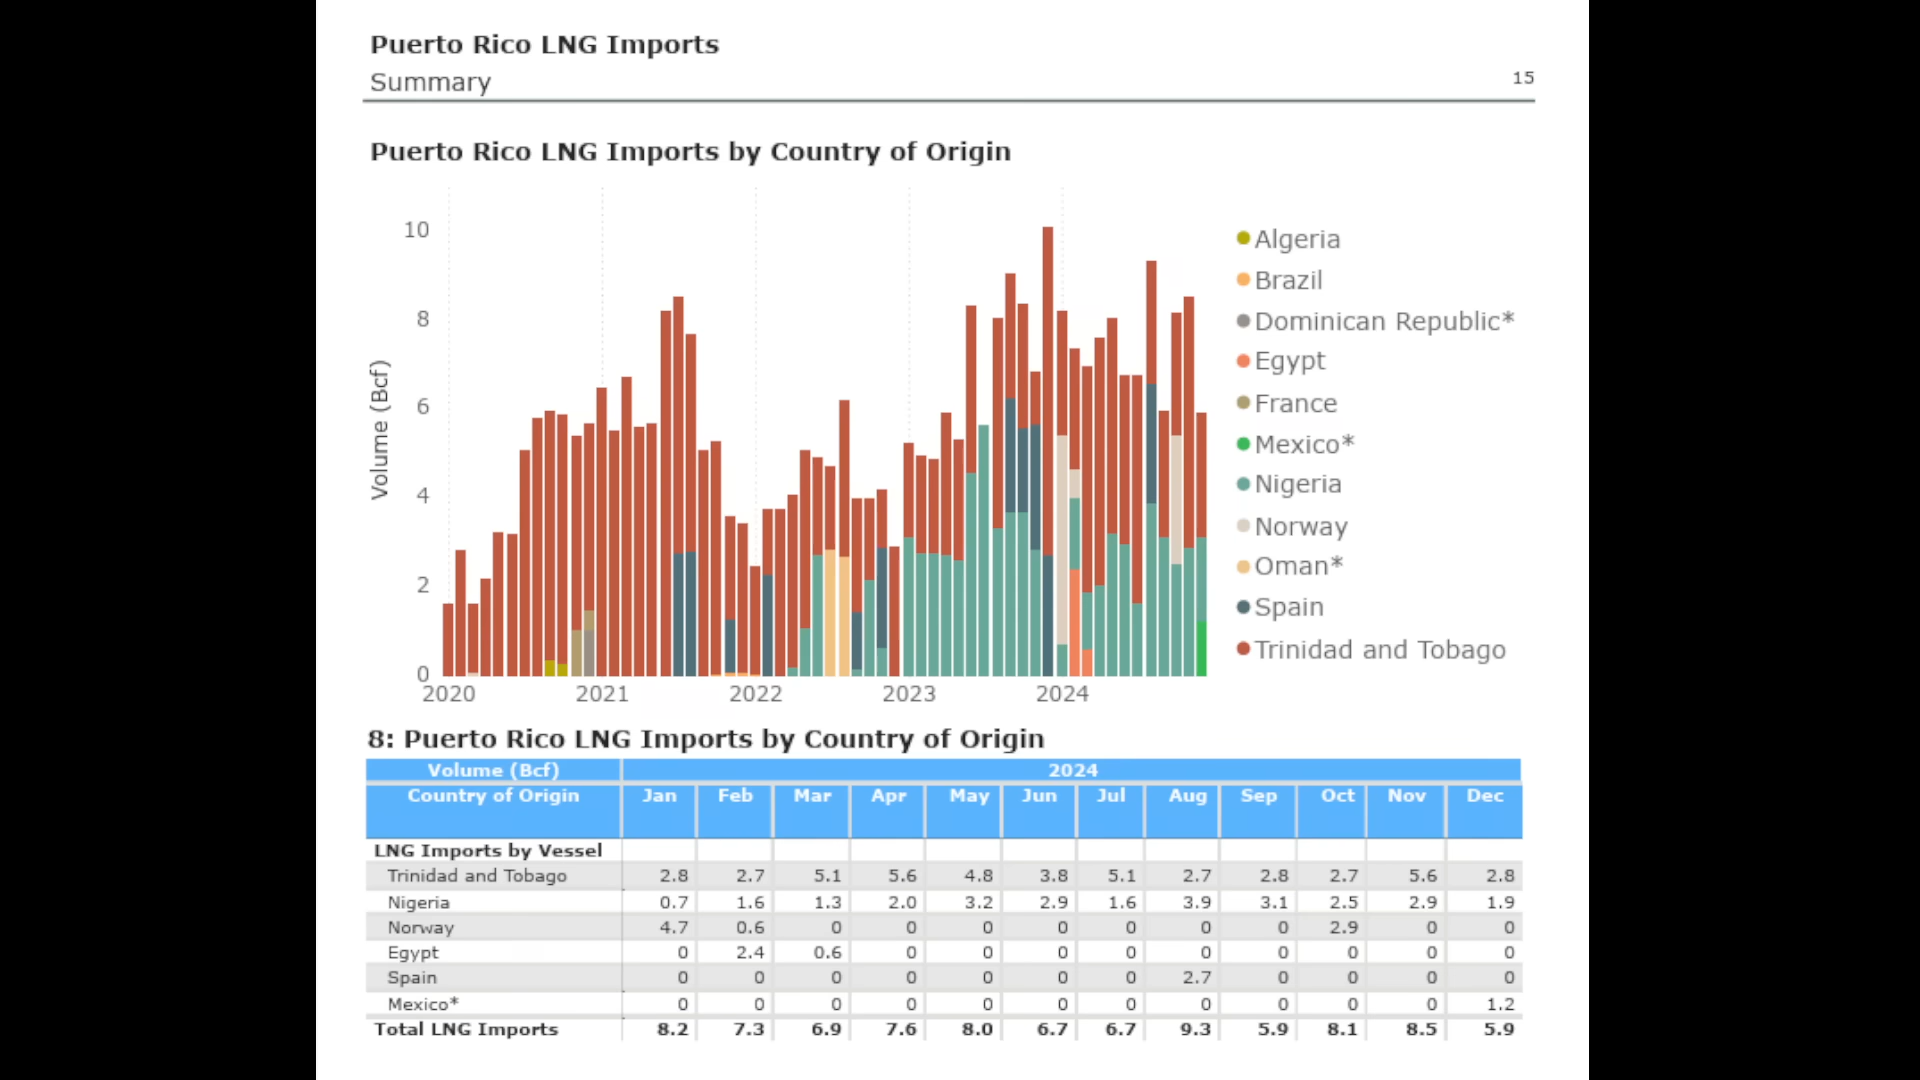 Puerto Rico LNG Imports
Summary
15
Puerto Rico LNG Imports by Country of Origin
Volume (Bcf)
10
8
6
4
2
0
2020 2021 2022 2023 2024
Algeria
Brazil
Dominican Republic*
Egypt
France
Mexico*
Nigeria
Norway
Oman*
Spain
Trinidad and Tobago
8: Puerto Rico LNG Imports by Country of Origin
Volume (Bcf) 2024
Country of Origin Jan Feb Mar Apr May Jun Jul Aug Sep Oct Nov Dec
LNG Imports by Vessel
Trinidad and Tobago 2.8 2.7 5.1 5.6 4.8 3.8 5.1 2.7 2.8 2.7 5.6 2.8
Nigeria 0.7 1.6 1.3 2.0 3.2 2.9 1.6 3.9 3.1 2.5 2.9 1.9
Norway 4.7 0.6 0 0 0 0 0 0 0 2.9 0 0
Egypt 0 2.4 0.6 0 0 0 0 0 0 0 0 0
Spain 0 0 0 0 0 0 0 2.7 0 0 0 0
Mexico* 0 0 0 0 0 0 0 0 0 0 0 1.2
Total LNG Imports 8.2 7.3 6.9 7.6 8.0 6.7 6.7 9.3 5.9 8.1 8.5 5.9